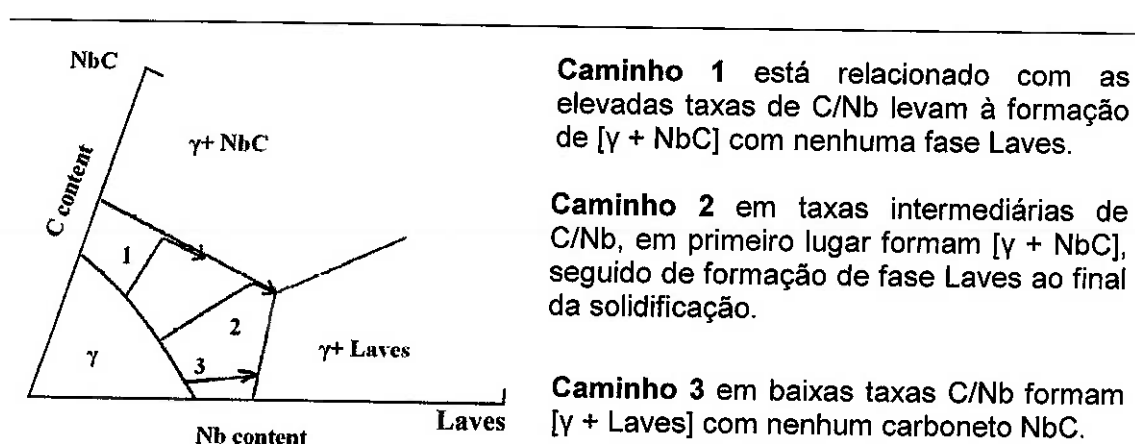 NbC
γ+ NbC
C content
1
2
γ
3
γ+ Laves
Laves
Nb content
Caminho 1 está relacionado com as
elevadas taxas de C/Nb levam à formação
de [γ + NbC] com nenhuma fase Laves.
Caminho 2 em taxas intermediárias de
C/Nb, em primeiro lugar formam [γ + NbC],
seguido de formação de fase Laves ao final
da solidificação.
Caminho 3 em baixas taxas C/Nb formam
[γ + Laves] com nenhum carboneto NbC.